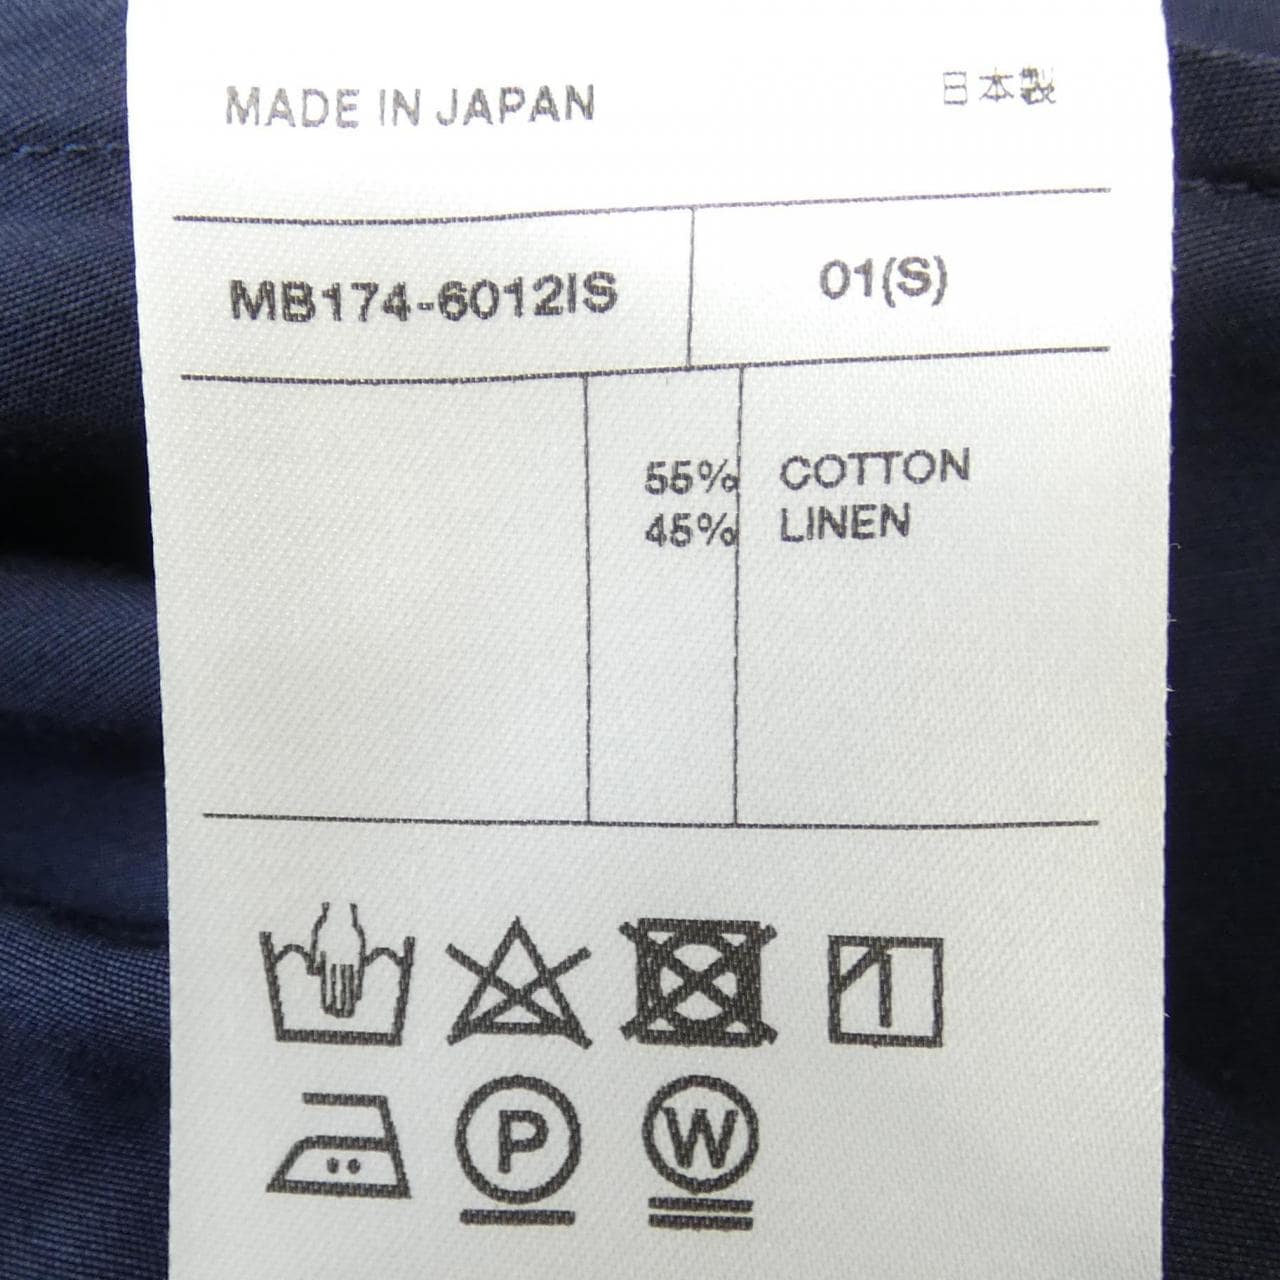 MADE IN JAPAN 日本製
MB174-6012IS 01(S)
55% COTTON
45% LINEN
P W